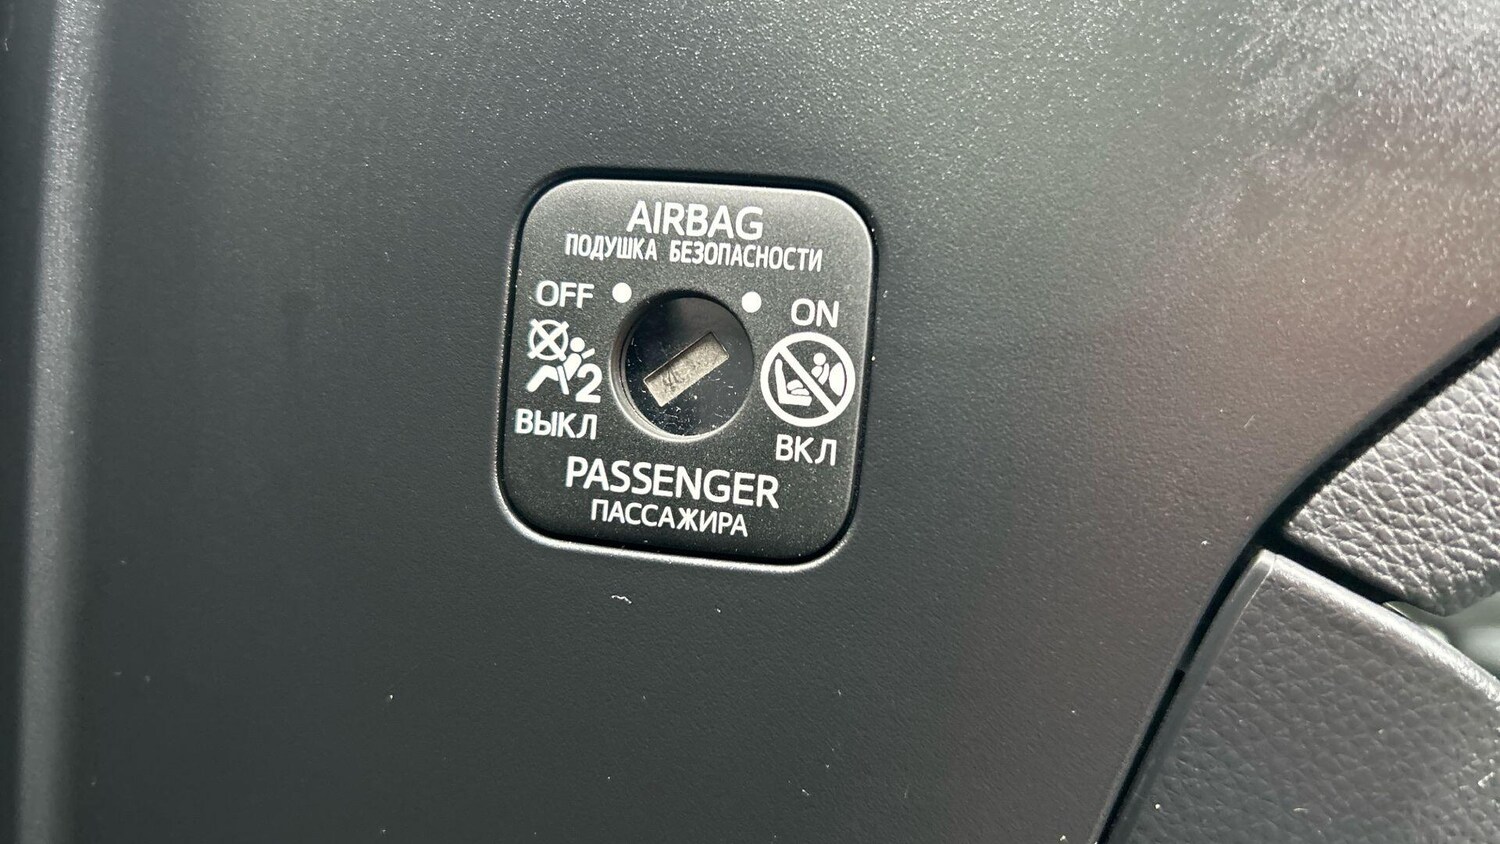 AIRBAG
ПОДУШКА БЕЗОПАСНОСТИ
OFF
ON
2
ВЫКЛ
ВКЛ
PASSENGER
ПАССАЖИРА